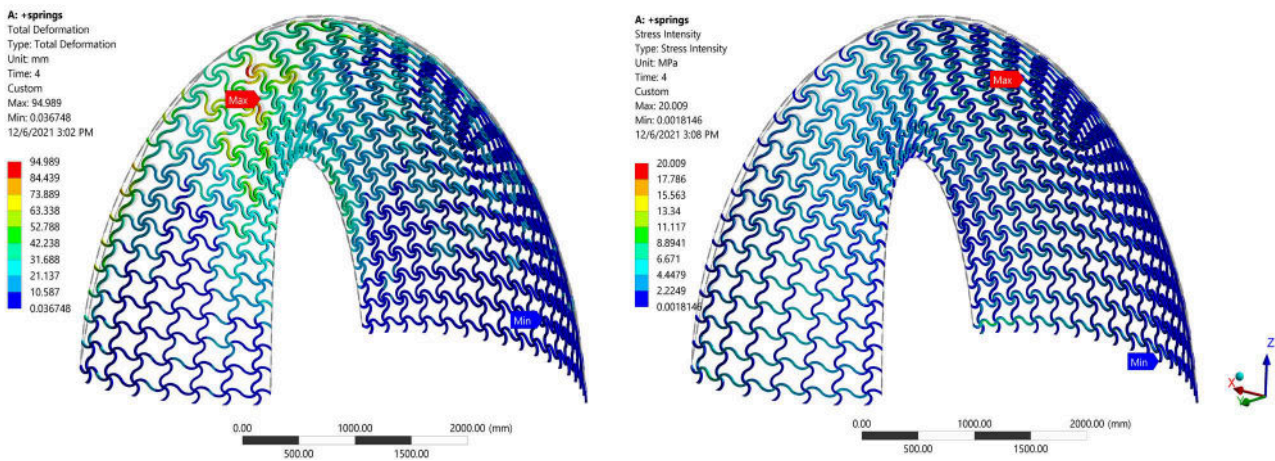 A: +springs
Total Deformation
Type: Total Deformation
Unit: mm
Time: 4
Custom
Max: 94.989
Min: 0.036748
12/6/2021 3:02 PM
94.989
84.439
73.889
63.338
52.788
42.238
31.688
21.137
10.587
0.036748
Max
Min
0.00 1000.00 2000.00 (mm)
500.00 1500.00
A: +springs
Stress Intensity
Type: Stress Intensity
Unit: MPa
Time: 4
Custom
Max: 20.009
Min: 0.0018146
12/6/2021 3:08 PM
20.009
17.786
15.563
13.34
11.117
8.8941
6.671
4.4479
2.2249
0.0018146
Max
Min
0.00 1000.00 2000.00 (mm)
500.00 1500.00
Z
X
Y